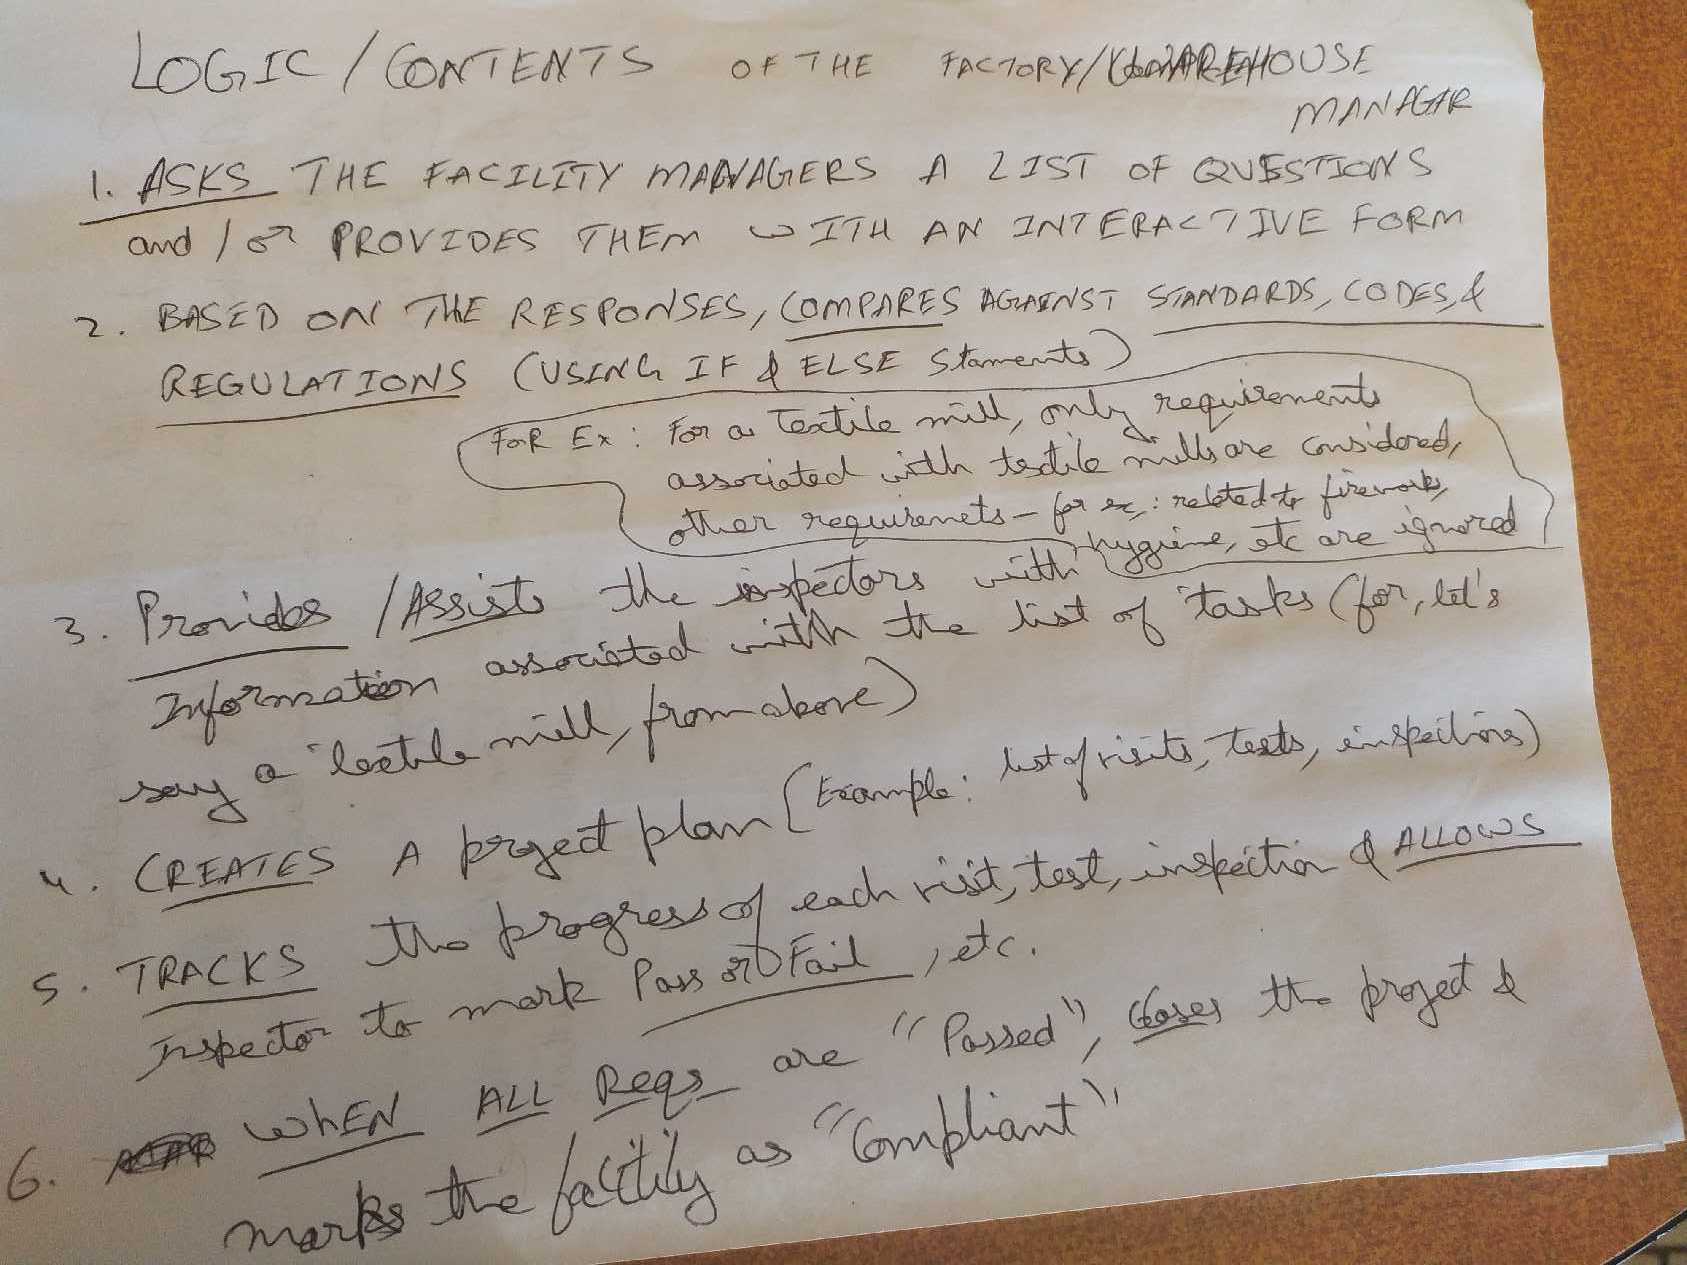 LOGIC / CONTENTS OF THE FACTORY/WAREHOUSE
MANAGER
1. ASKS THE FACILITY MANAGERS A LIST OF QUESTIONS
and / or PROVIDES THEM WITH AN INTERACTIVE FORM
2. BASED ON THE RESPONSES, COMPARES AGAINST STANDARDS, CODES, &
REGULATIONS (USING IF & ELSE Staments)
FOR Ex: For a Textile mill, only requirements
associated with textile mills are considered,
other requiremets - for ex,: related to firework,
hygiene, etc are ignored
3. Provides / Assists the inspectors with
Information associated with the list of tasks (for, let's
say a textile mill, from above)
4. CREATES A project plan (Example: list of visits, tests, inspections)
5. TRACKS the progress of each visit, test, inspection & ALLOWS
Inspector to mark Pass or Fail, etc.
6. WHEN ALL Reqs are "Passed", closes the project &
marks the facility as "Compliant".